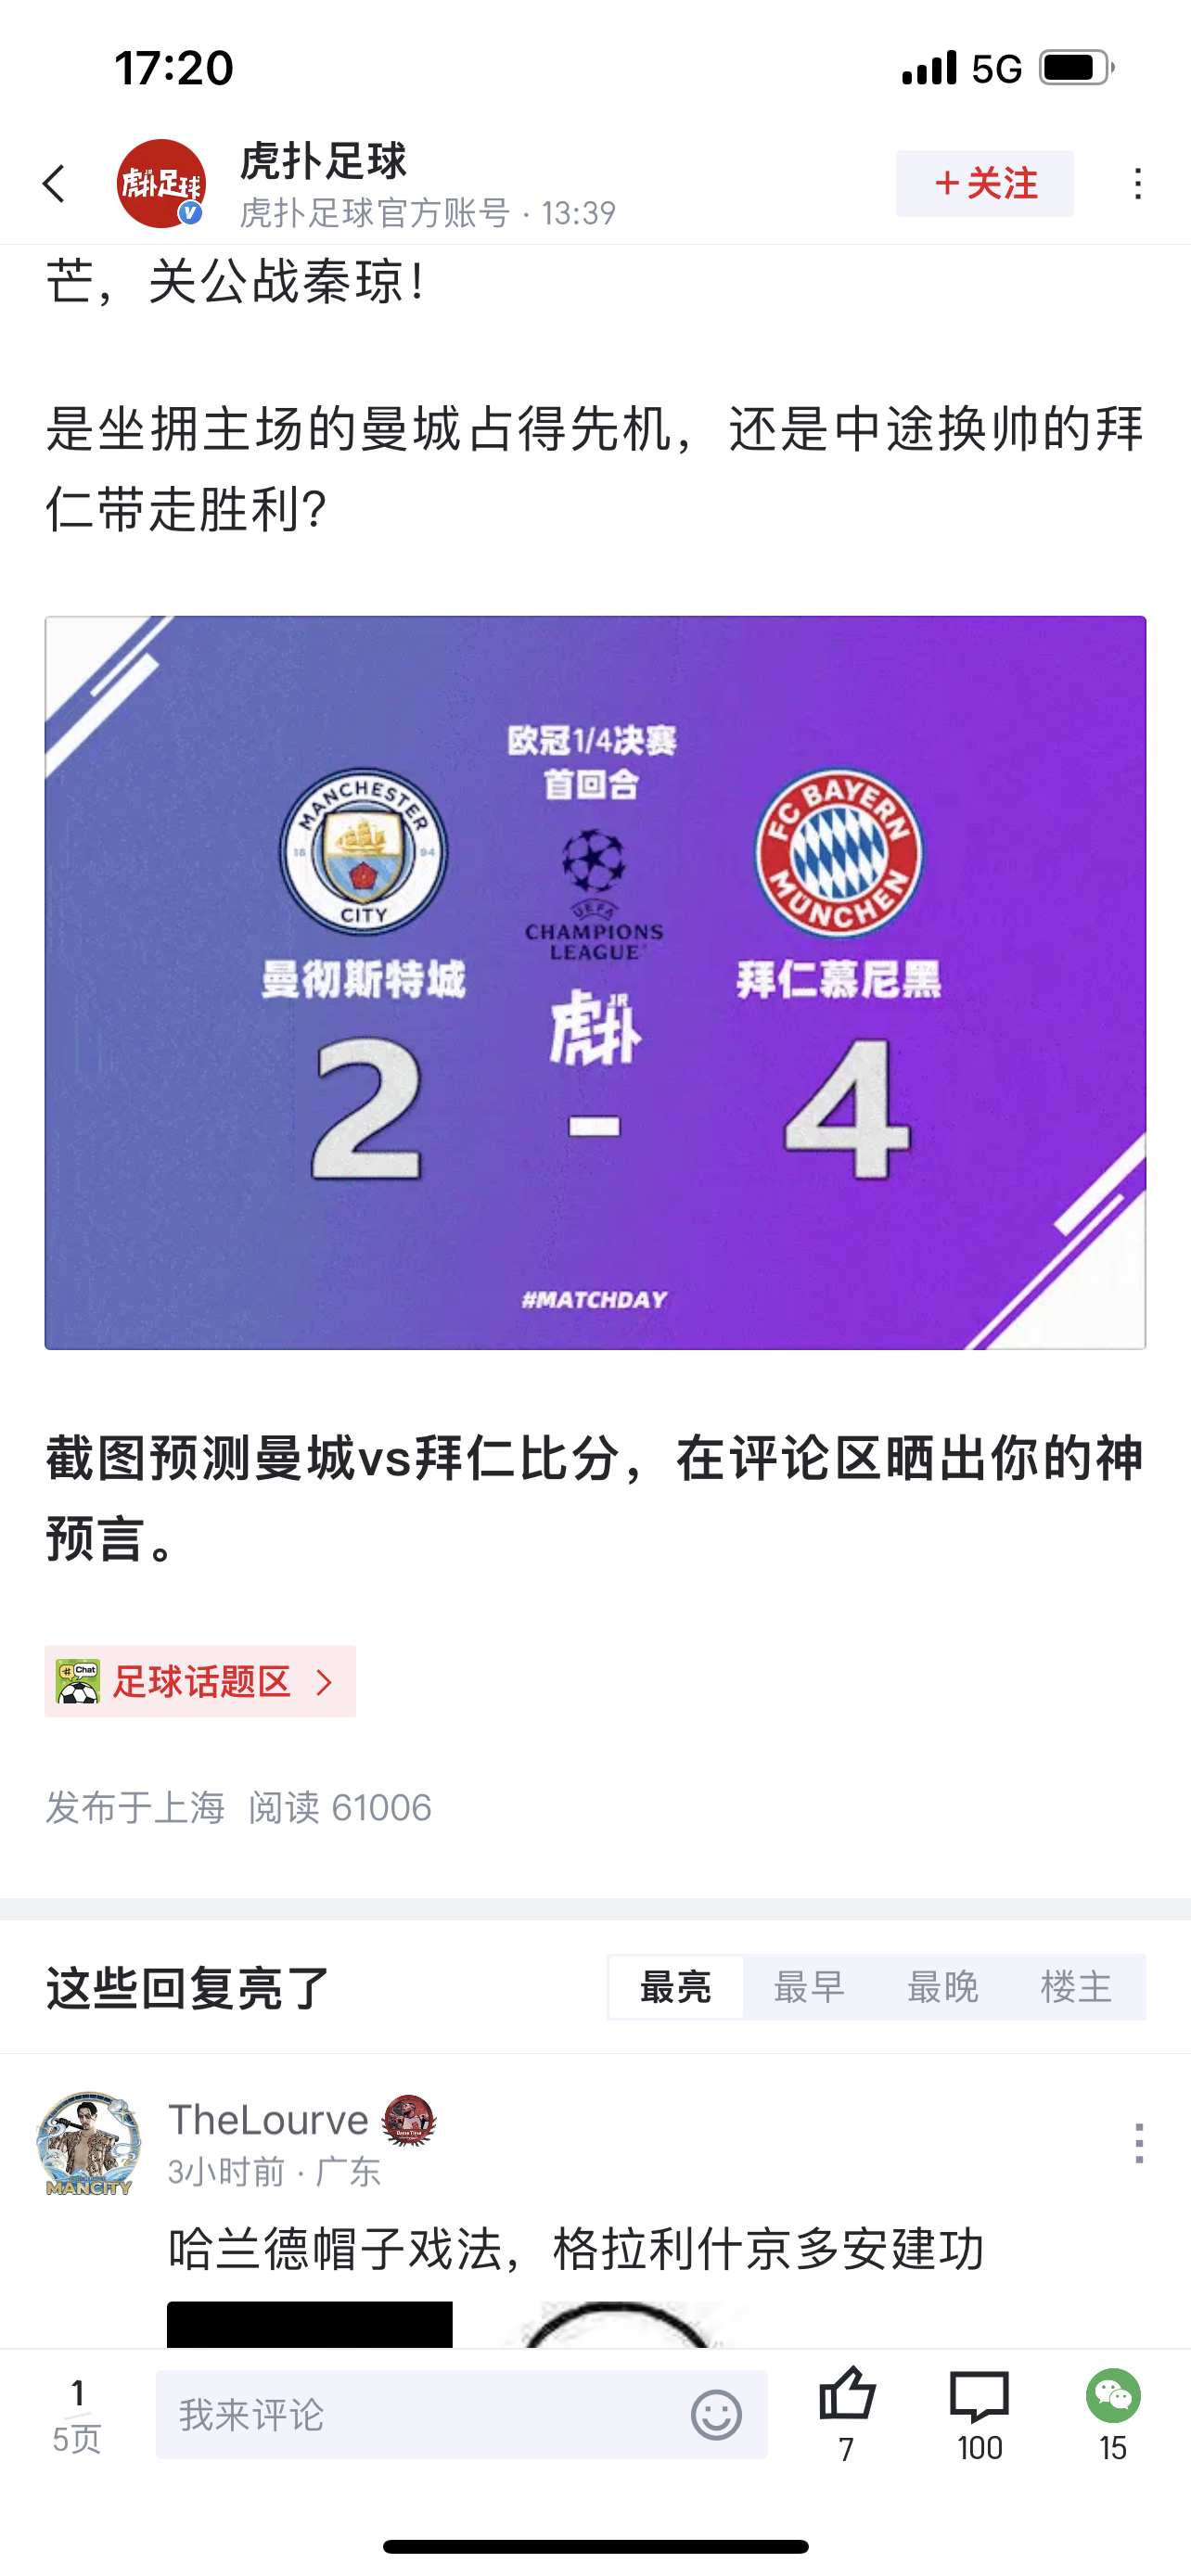 17:20
5G
虎扑足球
虎扑足球
虎扑足球官方账号 · 13:39
+关注
芒，关公战秦琼！
是坐拥主场的曼城占得先机，还是中途换帅的拜
仁带走胜利？
欧冠1/4决赛
首回合
MANCHESTER
18 94
CITY
FC BAYERN
MÜNCHEN
UEFA
CHAMPIONS
LEAGUE
曼彻斯特城
拜仁慕尼黑
虎扑JR
2 - 4
#MATCHDAY
截图预测曼城vs拜仁比分，在评论区晒出你的神
预言。
# Chat
足球话题区 >
发布于上海 阅读 61006
这些回复亮了
最亮 最早 最晚 楼主
TheLourve
3小时前 · 广东
MANCITY
哈兰德帽子戏法，格拉利什京多安建功
1
5页
我来评论
7
100
15